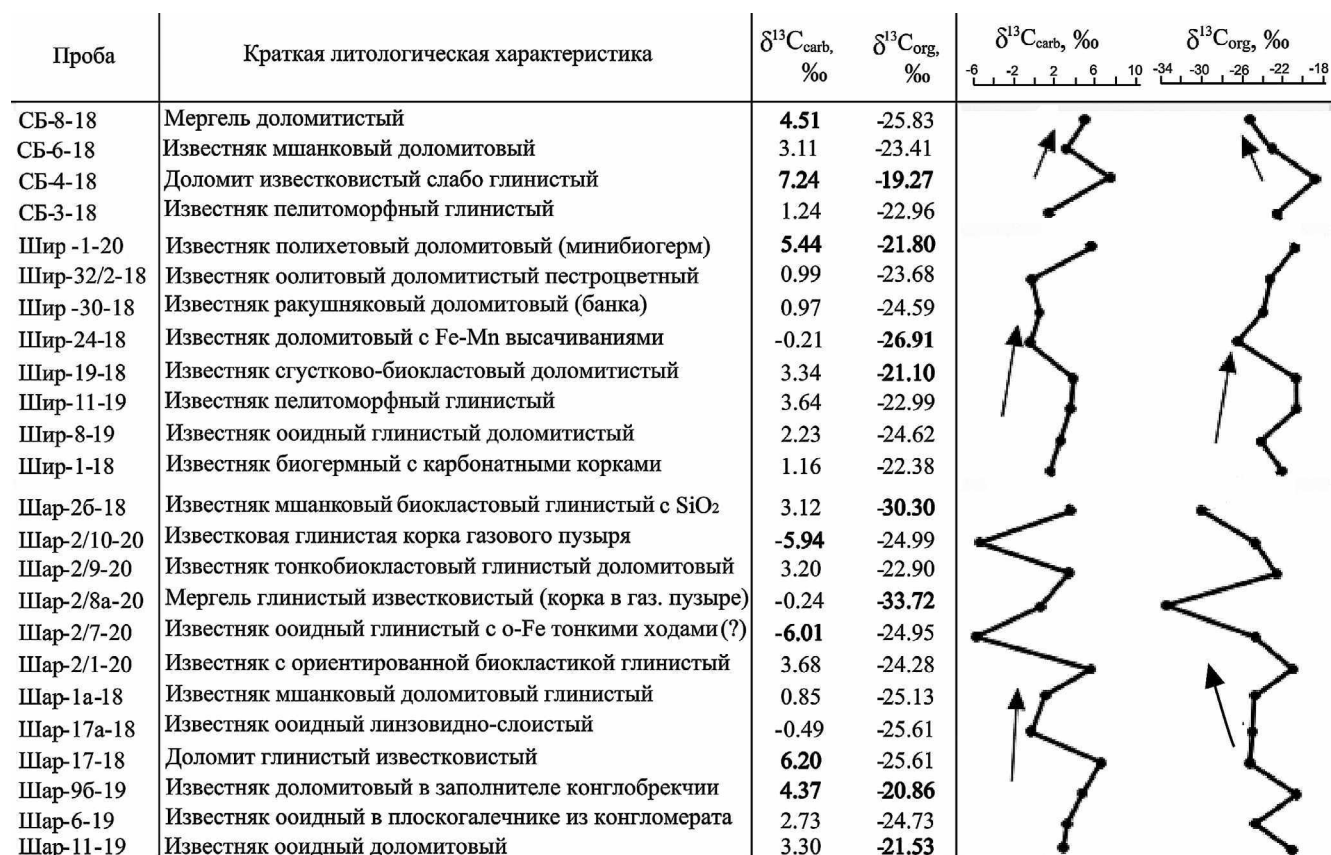 Проба Краткая литологическая характеристика δ13Ccarb, ‰ δ13Corg, ‰ δ13Ccarb, ‰ δ13Corg, ‰
-6 -2 2 6 10 -34 -30 -26 -22 -18
СБ-8-18 Мергель доломитистый 4.51 -25.83
СБ-6-18 Известняк мшанковый доломитовый 3.11 -23.41
СБ-4-18 Доломит известковистый слабо глинистый 7.24 -19.27
СБ-3-18 Известняк пелитоморфный глинистый 1.24 -22.96
Шир -1-20 Известняк полихетовый доломитовый (минибиогерм) 5.44 -21.80
Шир-32/2-18 Известняк оолитовый доломитистый пестроцветный 0.99 -23.68
Шир -30-18 Известняк ракушняковый доломитовый (банка) 0.97 -24.59
Шир-24-18 Известняк доломитовый с Fe-Mn высачиваниями -0.21 -26.91
Шир-19-18 Известняк сгустково-биокластовый доломитистый 3.34 -21.10
Шир-11-19 Известняк пелитоморфный глинистый 3.64 -22.99
Шир-8-19 Известняк ооидный глинистый доломитистый 2.23 -24.62
Шир-1-18 Известняк биогермный с карбонатными корками 1.16 -22.38
Шар-2б-18 Известняк мшанковый биокластовый глинистый с SiO2 3.12 -30.30
Шар-2/10-20 Известковая глинистая корка газового пузыря -5.94 -24.99
Шар-2/9-20 Известняк тонкобиокластовый глинистый доломитовый 3.20 -22.90
Шар-2/8а-20 Мергель глинистый известковистый (корка в газ. пузыре) -0.24 -33.72
Шар-2/7-20 Известняк ооидный глинистый с о-Fe тонкими ходами (?) -6.01 -24.95
Шар-2/1-20 Известняк с ориентированной биокластикой глинистый 3.68 -24.28
Шар-1а-18 Известняк мшанковый доломитовый глинистый 0.85 -25.13
Шар-17а-18 Известняк ооидный линзовидно-слоистый -0.49 -25.61
Шар-17-18 Доломит глинистый известковистый 6.20 -25.61
Шар-9б-19 Известняк доломитовый в заполнителе конглобрекчии 4.37 -20.86
Шар-6-19 Известняк ооидный в плоскогалечнике из конгломерата 2.73 -24.73
Шар-11-19 Известняк ооидный доломитовый 3.30 -21.53